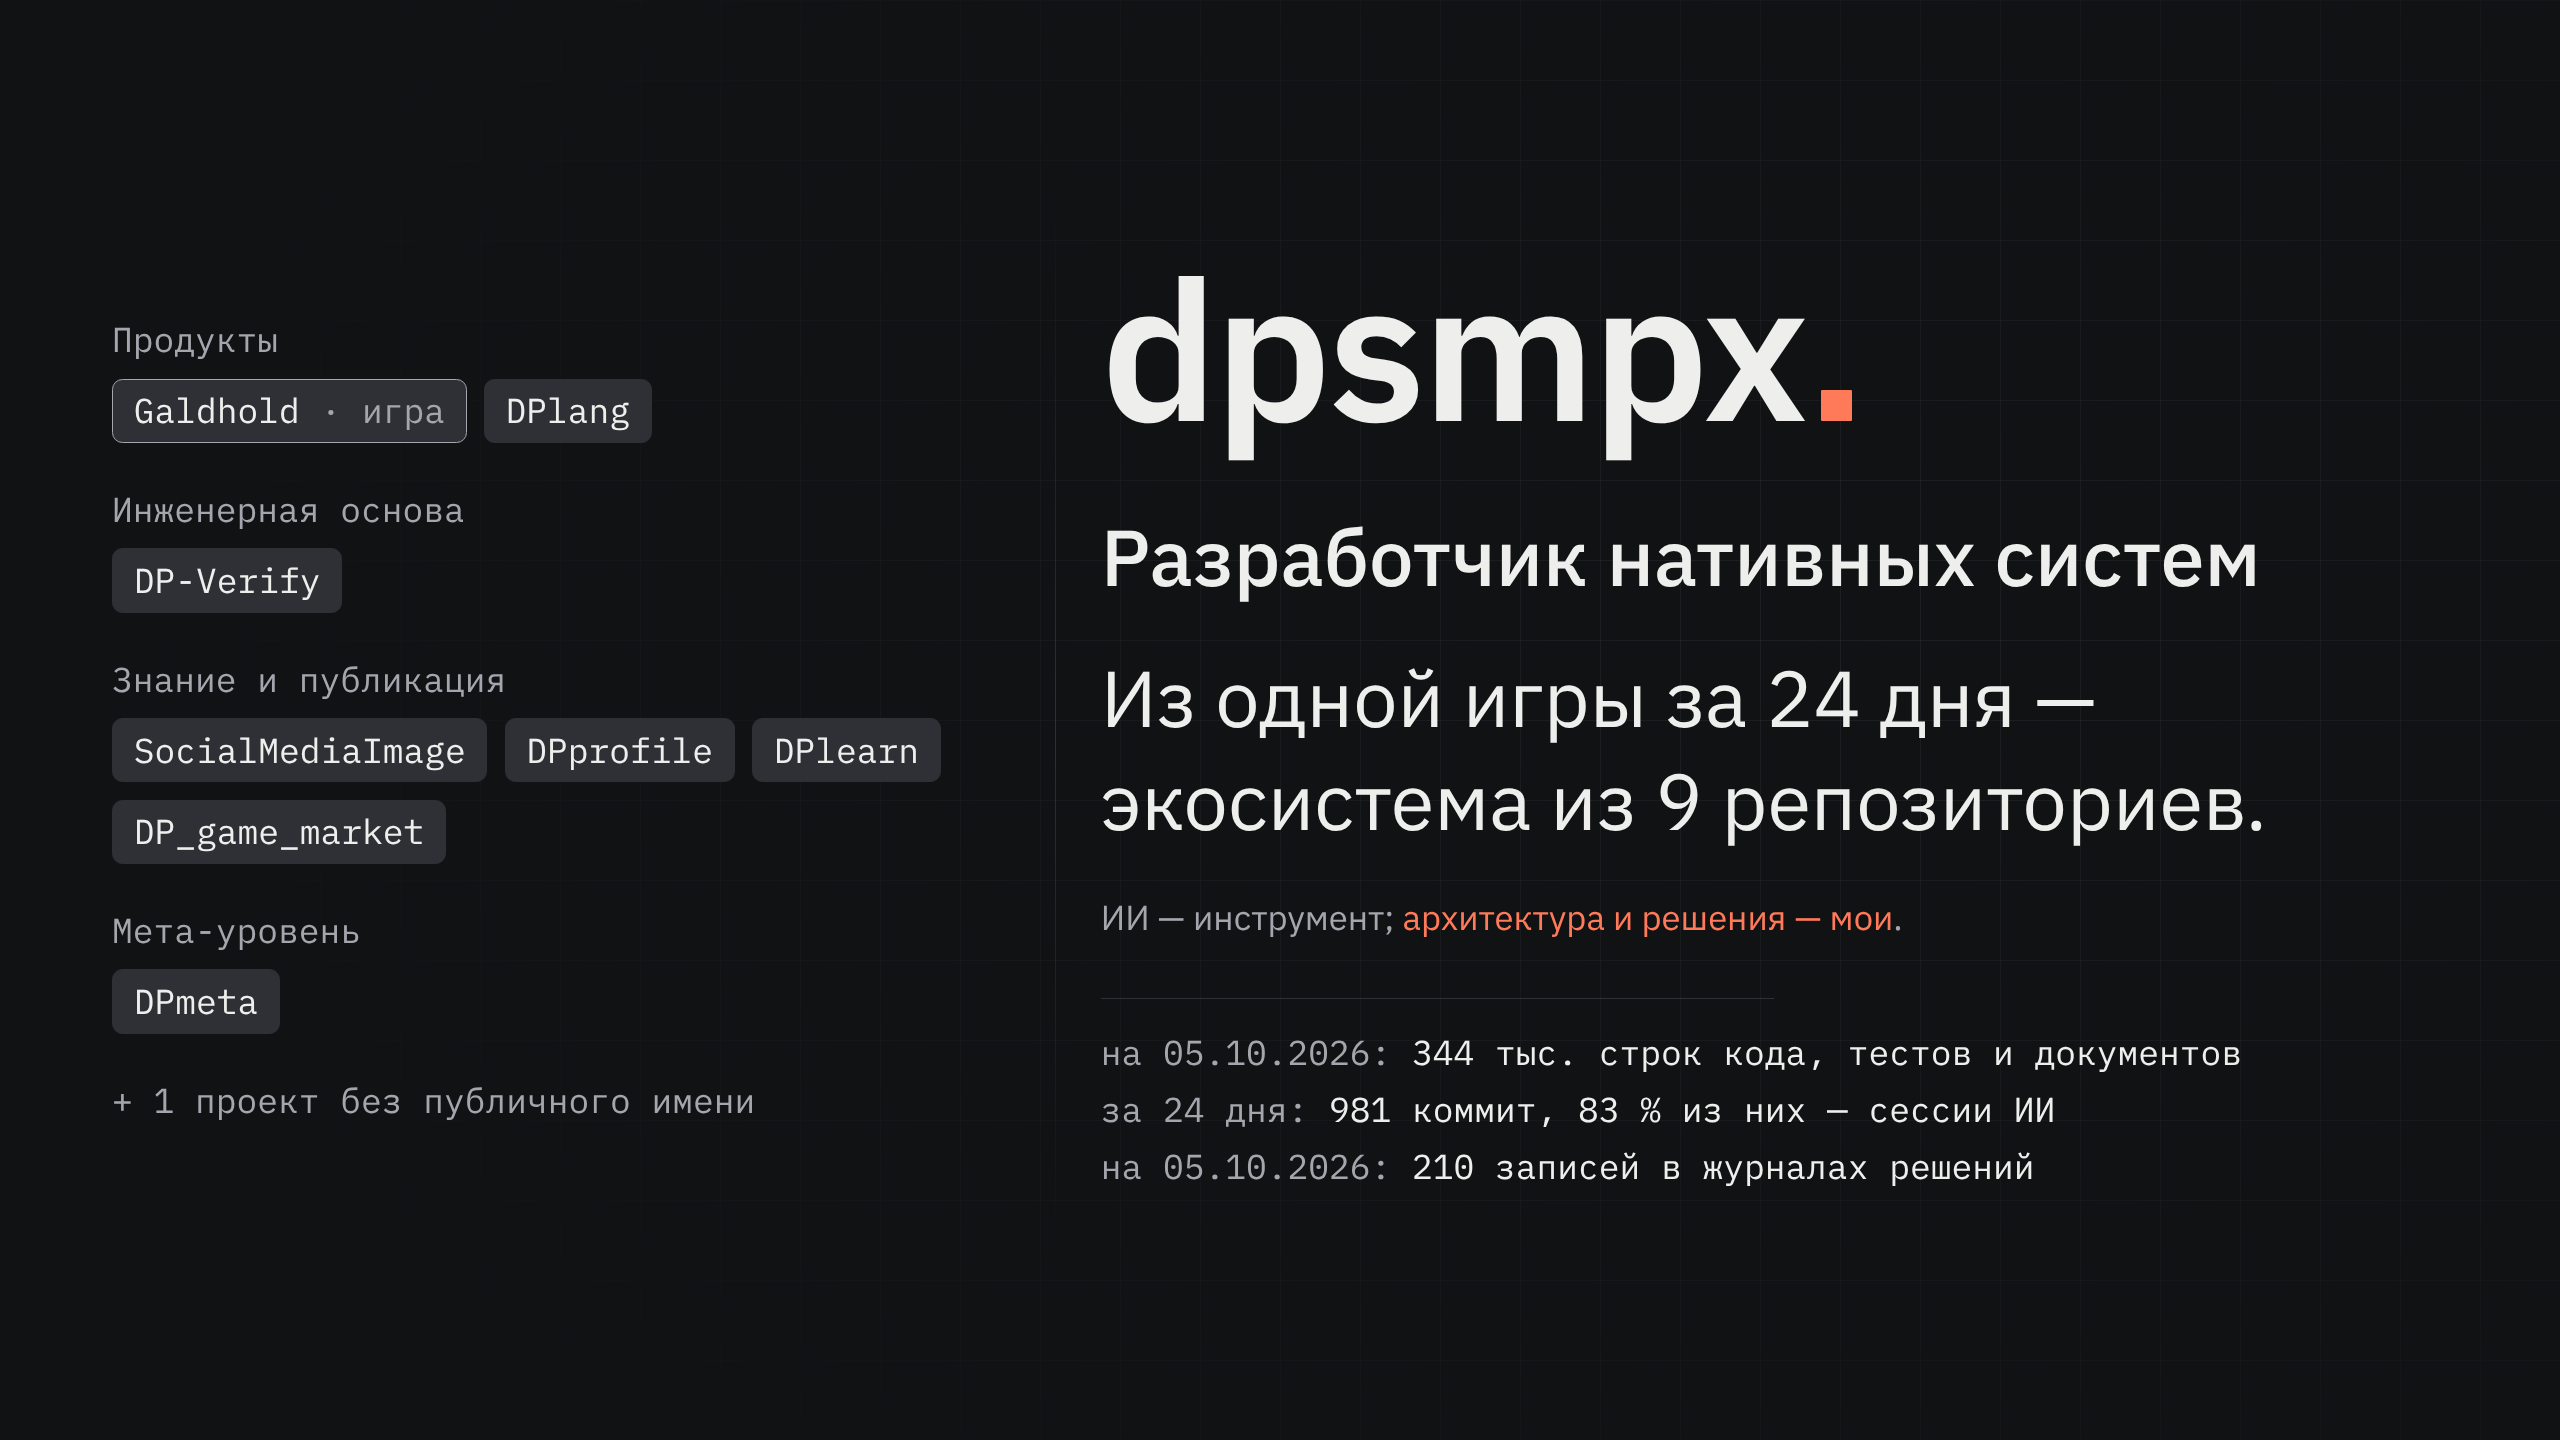 Продукты
Galdhold · игра DPlang
Инженерная основа
DP-Verify
Знание и публикация
SocialMediaImage DPprofile DPlearn
DP_game_market
Мета-уровень
DPmeta
+ 1 проект без публичного имени
dpsmpx.
Разработчик нативных систем
Из одной игры за 24 дня —
экосистема из 9 репозиториев.
ИИ — инструмент; архитектура и решения — мои.
на 05.10.2026: 344 тыс. строк кода, тестов и документов
за 24 дня: 981 коммит, 83 % из них — сессии ИИ
на 05.10.2026: 210 записей в журналах решений